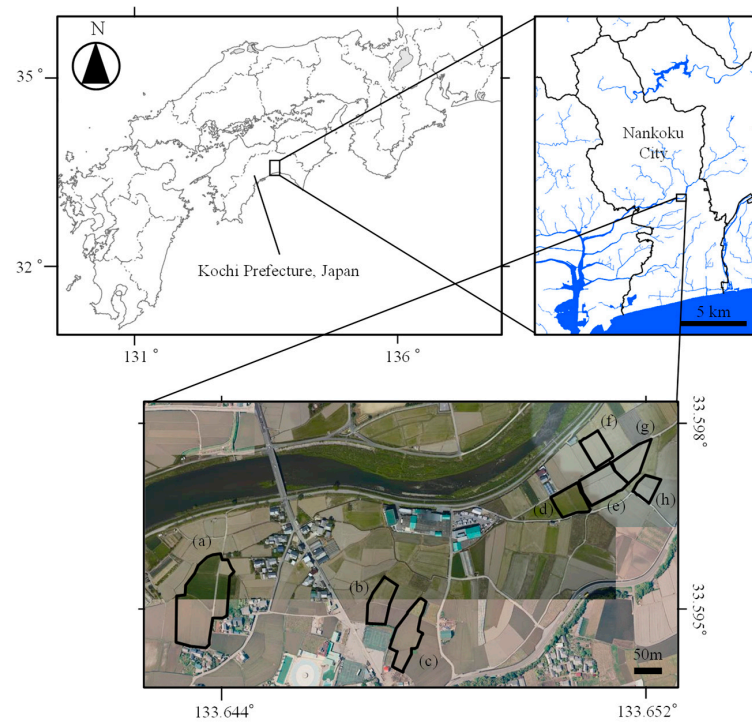 N
35°
32°
131°
136°
Kochi Prefecture, Japan
Nankoku
City
5 km
(a)
(b)
(c)
(d)
(e)
(f)
(g)
(h)
50m
33.598°
33.595°
133.644°
133.652°